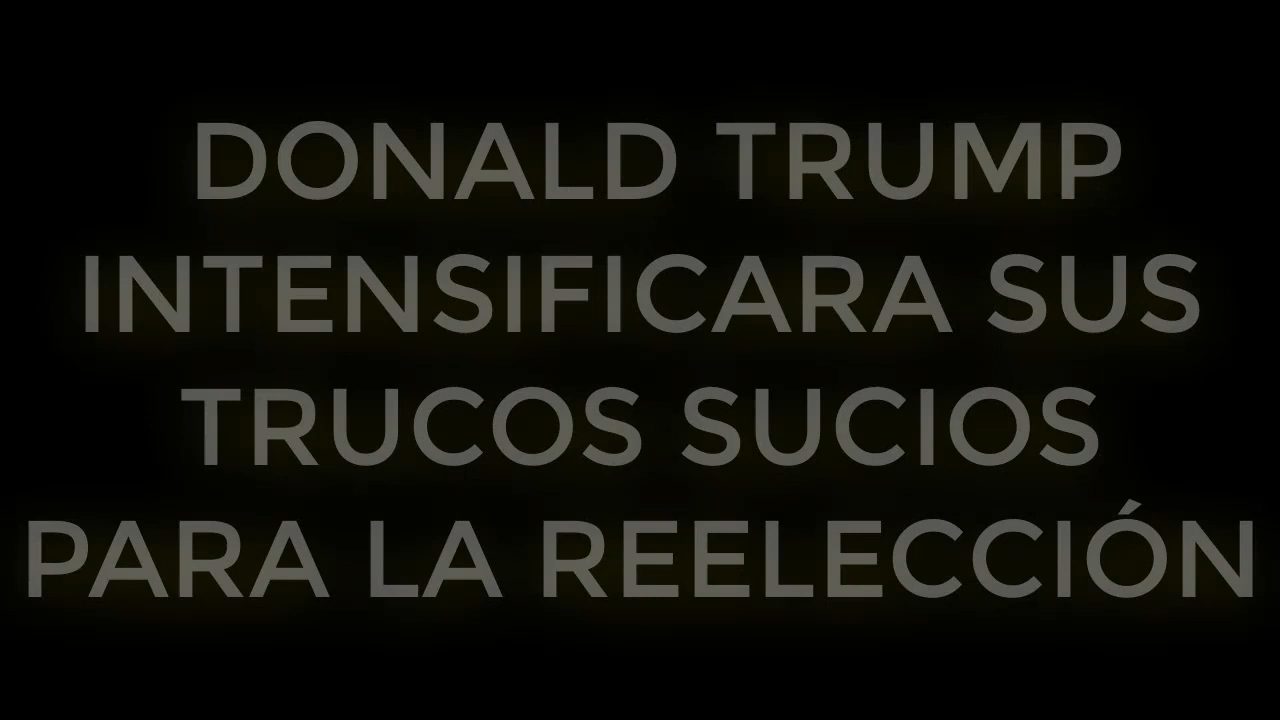 DONALD TRUMP
INTENSIFICARA SUS
TRUCOS SUCIOS
PARA LA REELECCIÓN